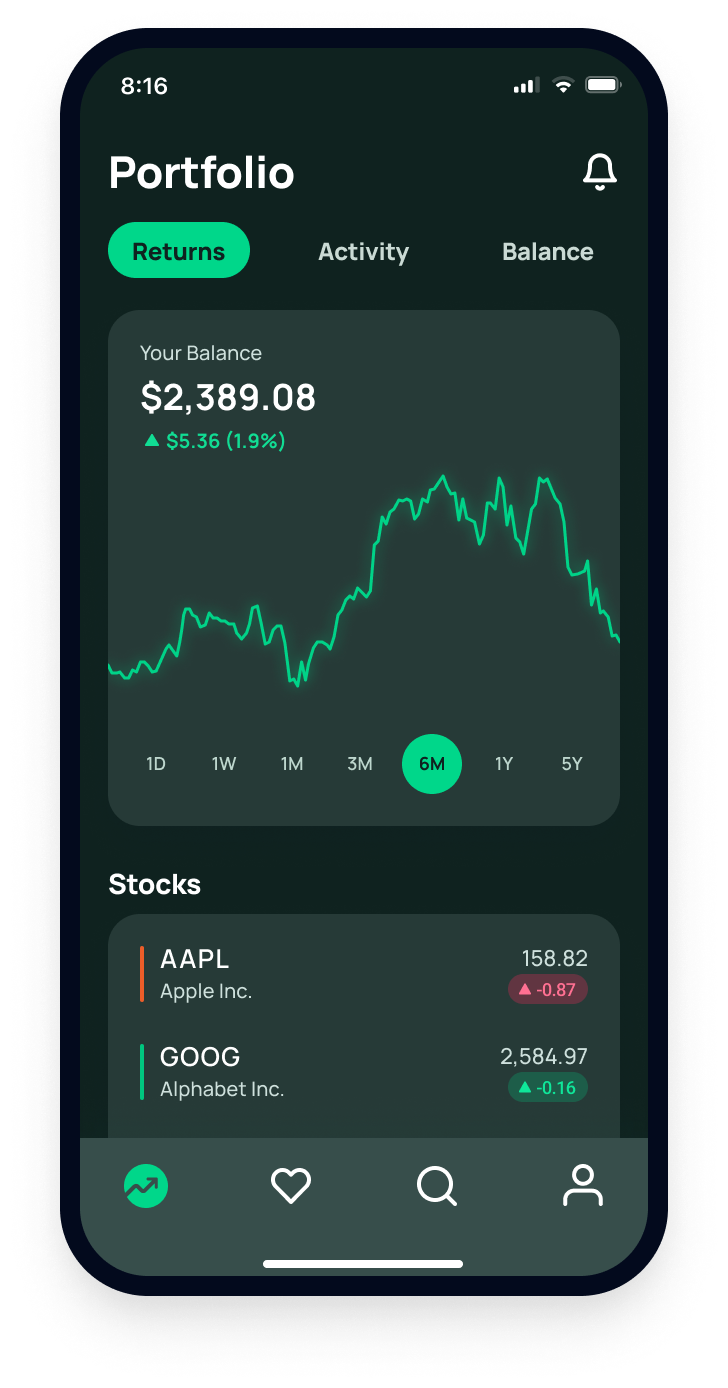 8:16
Portfolio
Returns Activity Balance
Your Balance
$2,389.08
▲ $5.36 (1.9%)
1D 1W 1M 3M 6M 1Y 5Y
Stocks
AAPL 158.82
Apple Inc. ▲ -0.87
GOOG 2,584.97
Alphabet Inc. ▲ -0.16